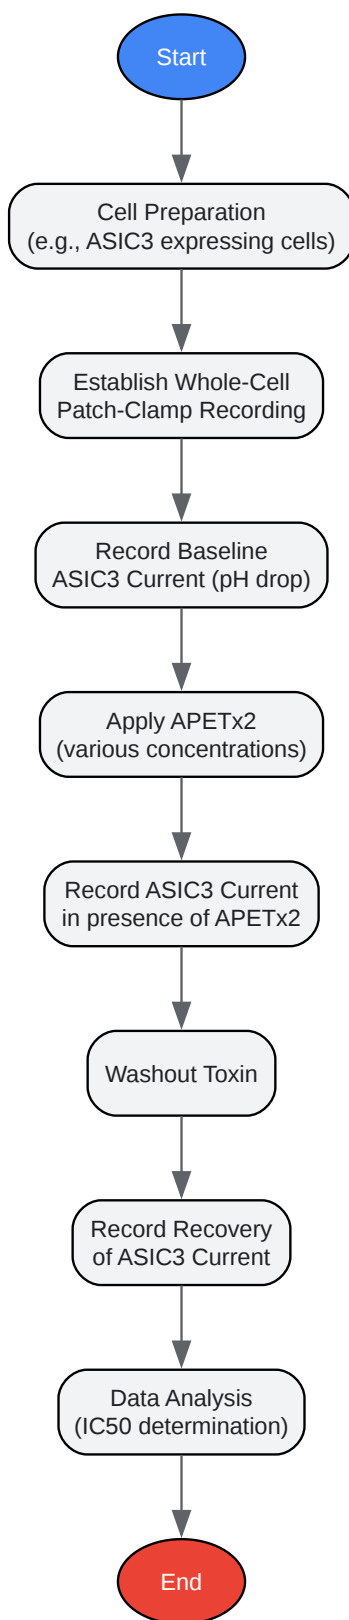 Start
Cell Preparation
(e.g., ASIC3 expressing cells)
Establish Whole-Cell
Patch-Clamp Recording
Record Baseline
ASIC3 Current (pH drop)
Apply APETx2
(various concentrations)
Record ASIC3 Current
in presence of APETx2
Washout Toxin
Record Recovery
of ASIC3 Current
Data Analysis
(IC50 determination)
End